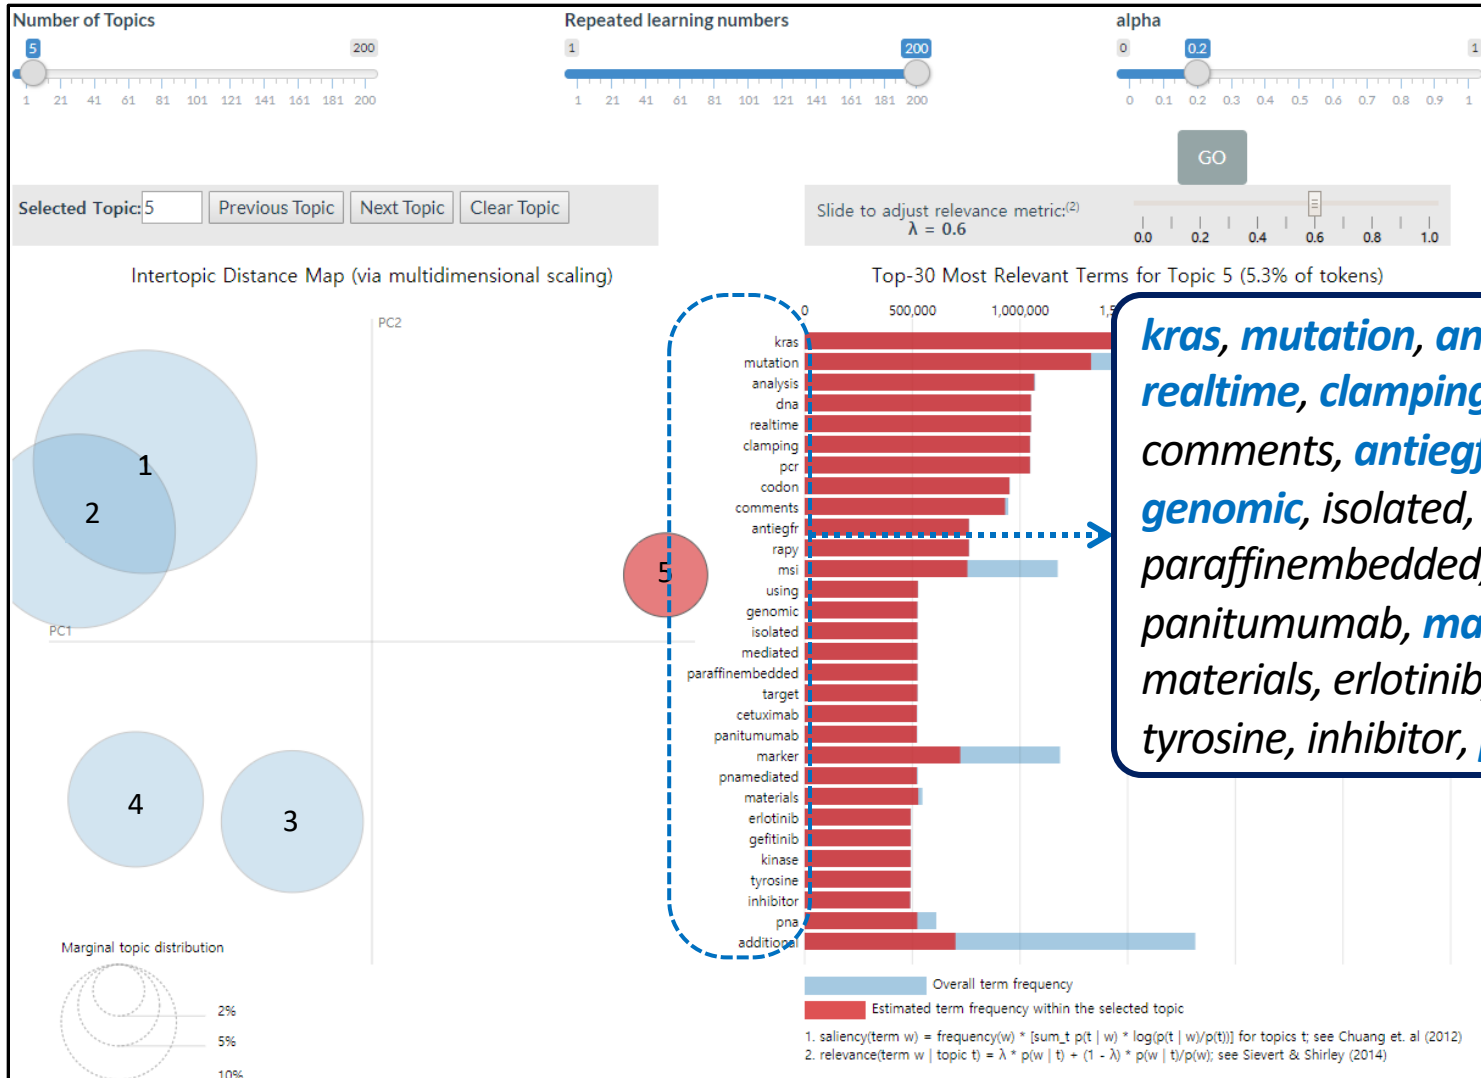 Number of Topics
Repeated learning numbers
alpha
5 200
1 200
0 0.2 1
1 21 41 61 81 101 121 141 161 181 200
1 21 41 61 81 101 121 141 161 181 200
0 0.1 0.2 0.3 0.4 0.5 0.6 0.7 0.8 0.9 1
GO
Selected Topic: 5 Previous Topic Next Topic Clear Topic
Slide to adjust relevance metric:(2)
λ = 0.6
0.0 0.2 0.4 0.6 0.8 1.0
Intertopic Distance Map (via multidimensional scaling)
PC2
PC1
1
2
5
4
3
Marginal topic distribution
2%
5%
10%
Top-30 Most Relevant Terms for Topic 5 (5.3% of tokens)
0 500,000 1,000,000
kras
mutation
analysis
dna
realtime
clamping
pcr
codon
comments
antiegfr
rapy
msi
using
genomic
isolated
mediated
paraffinembedded
target
cetuximab
panitumumab
marker
pnamediated
materials
erlotinib
gefitinib
kinase
tyrosine
inhibitor
pna
additional
kras, mutation, an
realtime, clamping
comments, antiegf
genomic, isolated,
paraffinembedded,
panitumumab, ma
materials, erlotinib,
tyrosine, inhibitor,
Overall term frequency
Estimated term frequency within the selected topic
1. saliency(term w) = frequency(w) * [sum_t p(t | w) * log(p(t | w)/p(t))] for topics t; see Chuang et. al (2012)
2. relevance(term w | topic t) = λ * p(w | t) + (1 - λ) * p(w | t)/p(w); see Sievert & Shirley (2014)